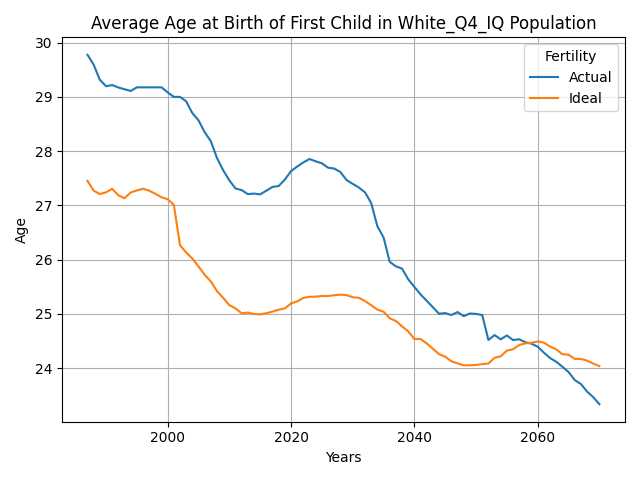 Average Age at Birth of First Child in White_Q4_IQ Population
30
29
28
27
26
25
24
Age
2000
2020
2040
2060
Years
Fertility
Actual
Ideal